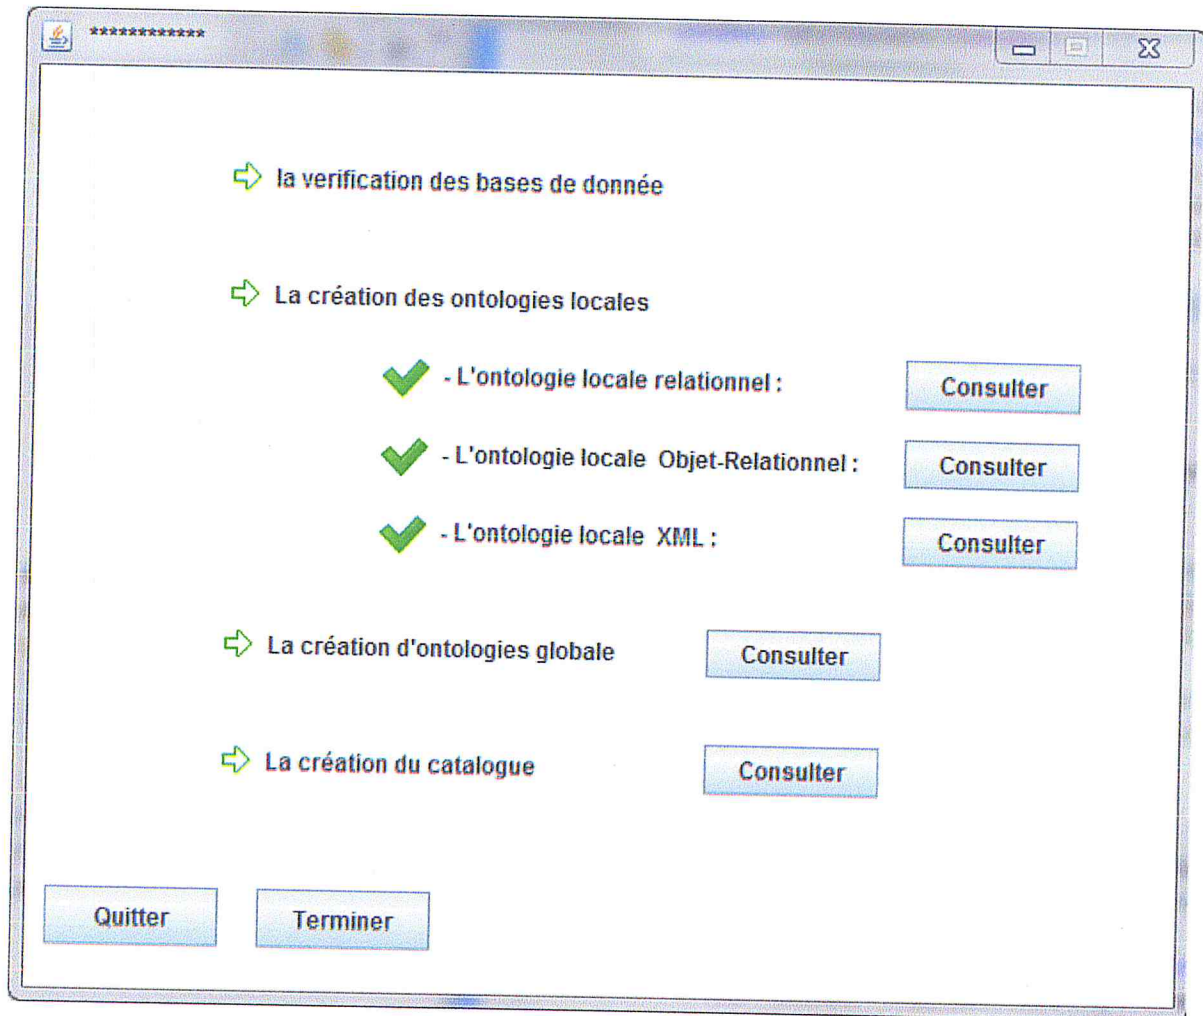 ************
la verification des bases de donnée
La création des ontologies locales
- L'ontologie locale relationnel : Consulter
- L'ontologie locale Objet-Relationnel : Consulter
- L'ontologie locale XML : Consulter
La création d'ontologies globale Consulter
La création du catalogue Consulter
Quitter Terminer